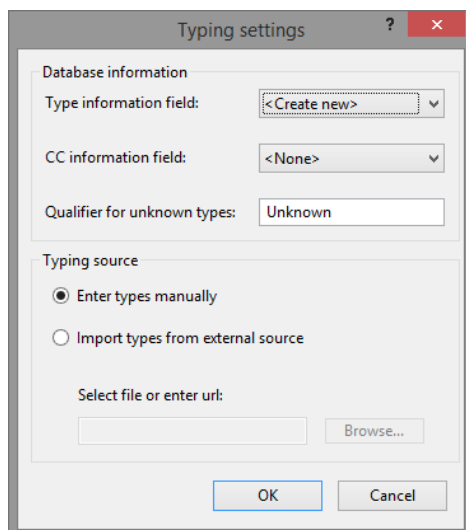 Typing settings
?
×
Database information
Type information field:
<Create new>
CC information field:
<None>
Qualifier for unknown types:
Unknown
Typing source
Enter types manually
Import types from external source
Select file or enter url:
Browse...
OK
Cancel